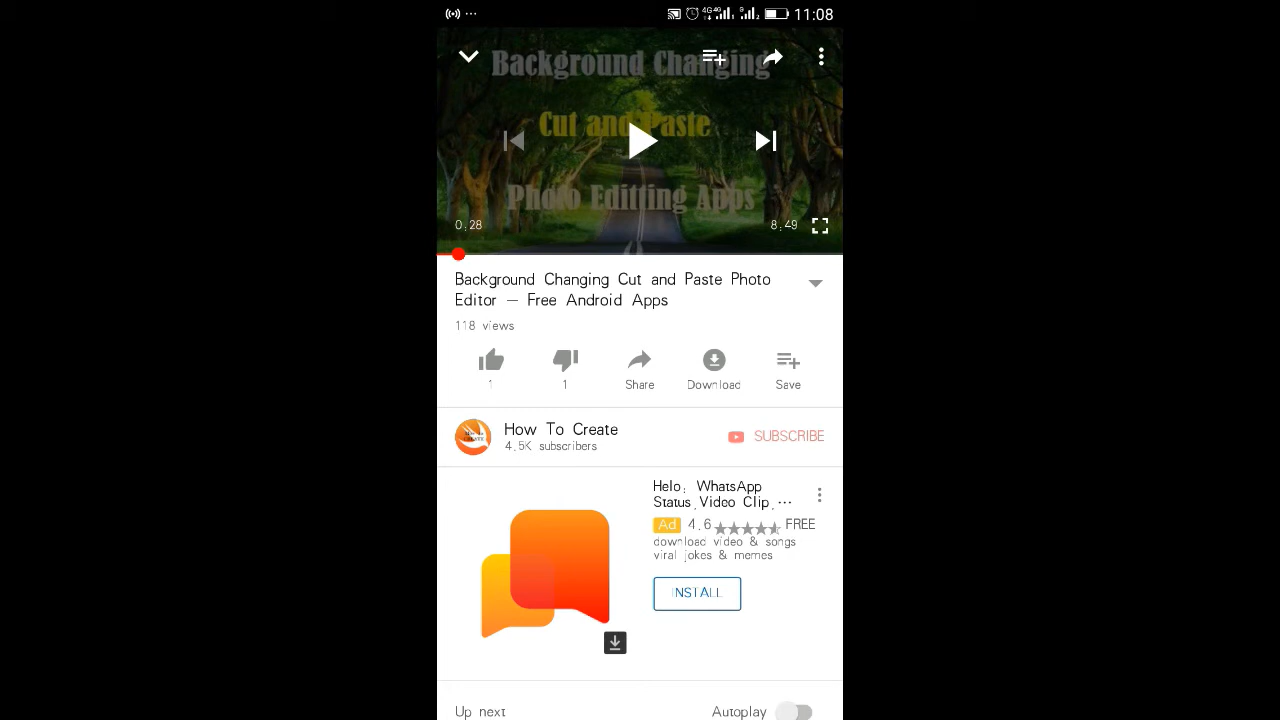 11:08
Background Changing
Cut and Paste
Photo Editting Apps
0:28
8:49
Background Changing Cut and Paste Photo
Editor – Free Android Apps
118 views
1
1
Share
Download
Save
How To Create
4.5K subscribers
SUBSCRIBE
Helo, WhatsApp
Status,Video Clip,...
Ad 4.6 FREE
download video & songs
viral jokes & memes
INSTALL
Up next
Autoplay